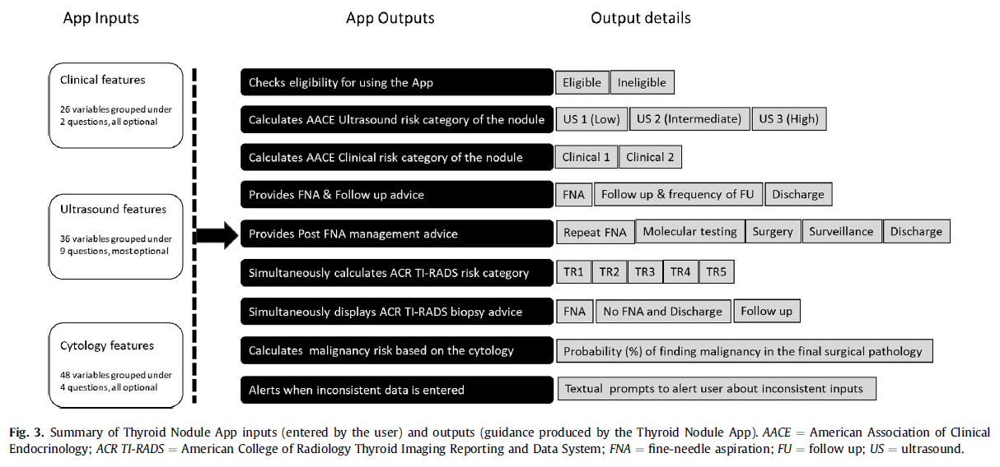 App Inputs
App Outputs
Output details
Clinical features
26 variables grouped under
2 questions, all optional
Ultrasound features
36 variables grouped under
9 questions, most optional
Cytology features
48 variables grouped under
4 questions, all optional
Checks eligibility for using the App
Eligible
Ineligible
Calculates AACE Ultrasound risk category of the nodule
US 1 (Low)
US 2 (Intermediate)
US 3 (High)
Calculates AACE Clinical risk category of the nodule
Clinical 1
Clinical 2
Provides FNA & Follow up advice
FNA
Follow up & frequency of FU
Discharge
Provides Post FNA management advice
Repeat FNA
Molecular testing
Surgery
Surveillance
Discharge
Simultaneously calculates ACR TI-RADS risk category
TR1
TR2
TR3
TR4
TR5
Simultaneously displays ACR TI-RADS biopsy advice
FNA
No FNA and Discharge
Follow up
Calculates malignancy risk based on the cytology
Probability (%) of finding malignancy in the final surgical pathology
Alerts when inconsistent data is entered
Textual prompts to alert user about inconsistent inputs
Fig. 3. Summary of Thyroid Nodule App inputs (entered by the user) and outputs (guidance produced by the Thyroid Nodule App). AACE = American Association of Clinical
Endocrinology; ACR TI-RADS = American College of Radiology Thyroid Imaging Reporting and Data System; FNA = fine-needle aspiration; FU = follow up; US = ultrasound.